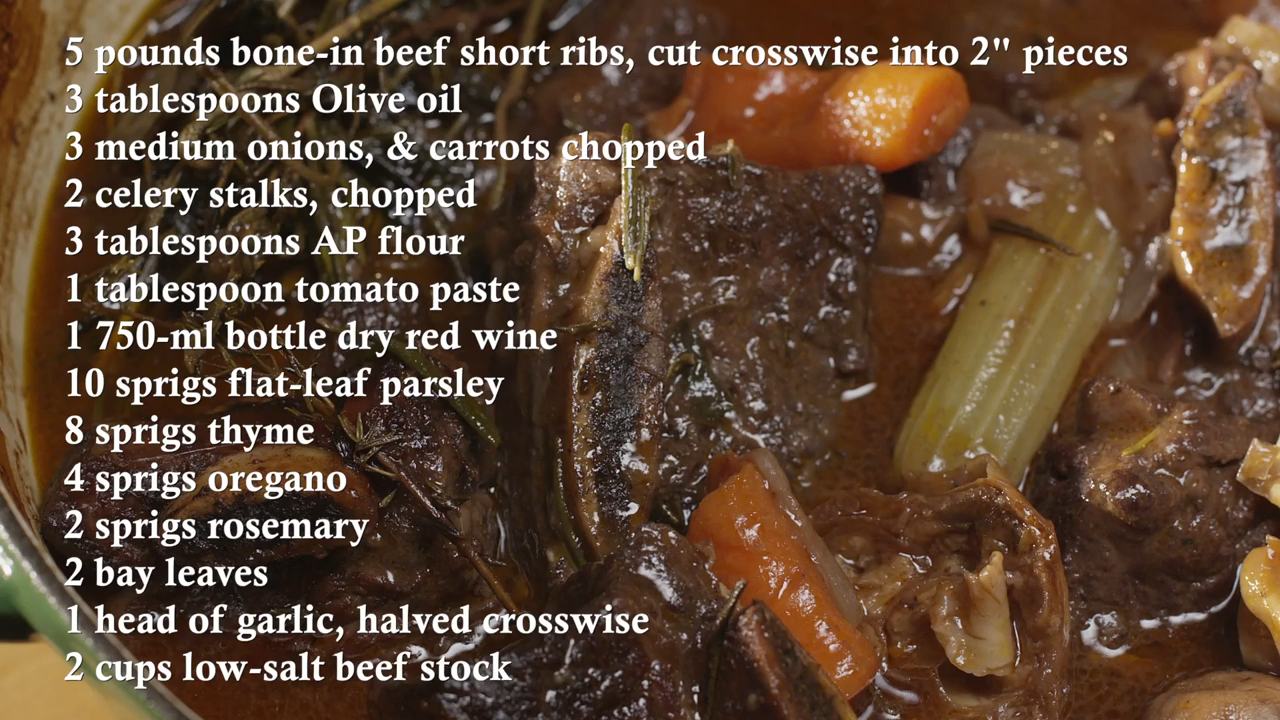 5 pounds bone-in beef short ribs, cut crosswise into 2" pieces
3 tablespoons Olive oil
3 medium onions, & carrots chopped
2 celery stalks, chopped
3 tablespoons AP flour
1 tablespoon tomato paste
1 750-ml bottle dry red wine
10 sprigs flat-leaf parsley
8 sprigs thyme
4 sprigs oregano
2 sprigs rosemary
2 bay leaves
1 head of garlic, halved crosswise
2 cups low-salt beef stock